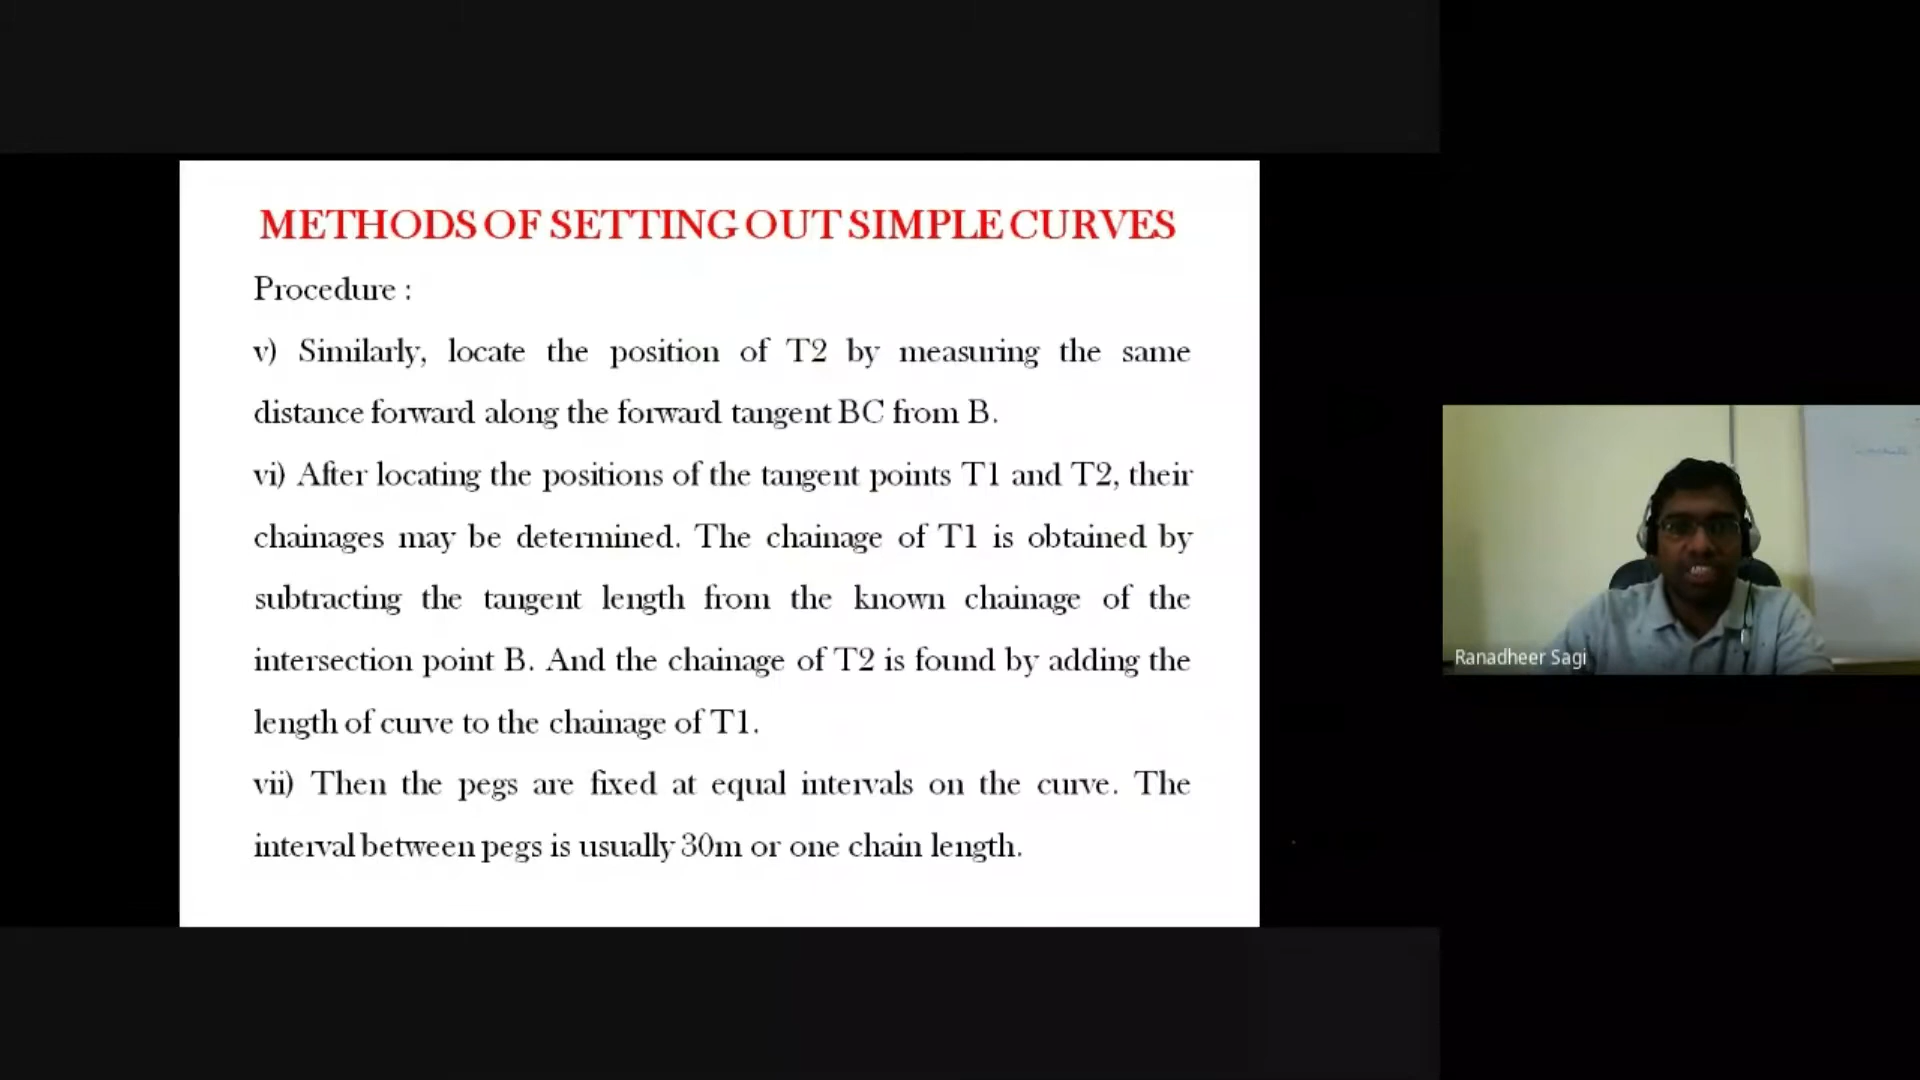 METHODS OF SETTING OUT SIMPLE CURVES
Procedure :
v) Similarly, locate the position of T2 by measuring the same
distance forward along the forward tangent BC from B.
vi) After locating the positions of the tangent points T1 and T2, their
chainages may be determined. The chainage of T1 is obtained by
subtracting the tangent length from the known chainage of the
intersection point B. And the chainage of T2 is found by adding the
length of curve to the chainage of T1.
vii) Then the pegs are fixed at equal intervals on the curve. The
interval between pegs is usually 30m or one chain length.
Ranadheer Sagi